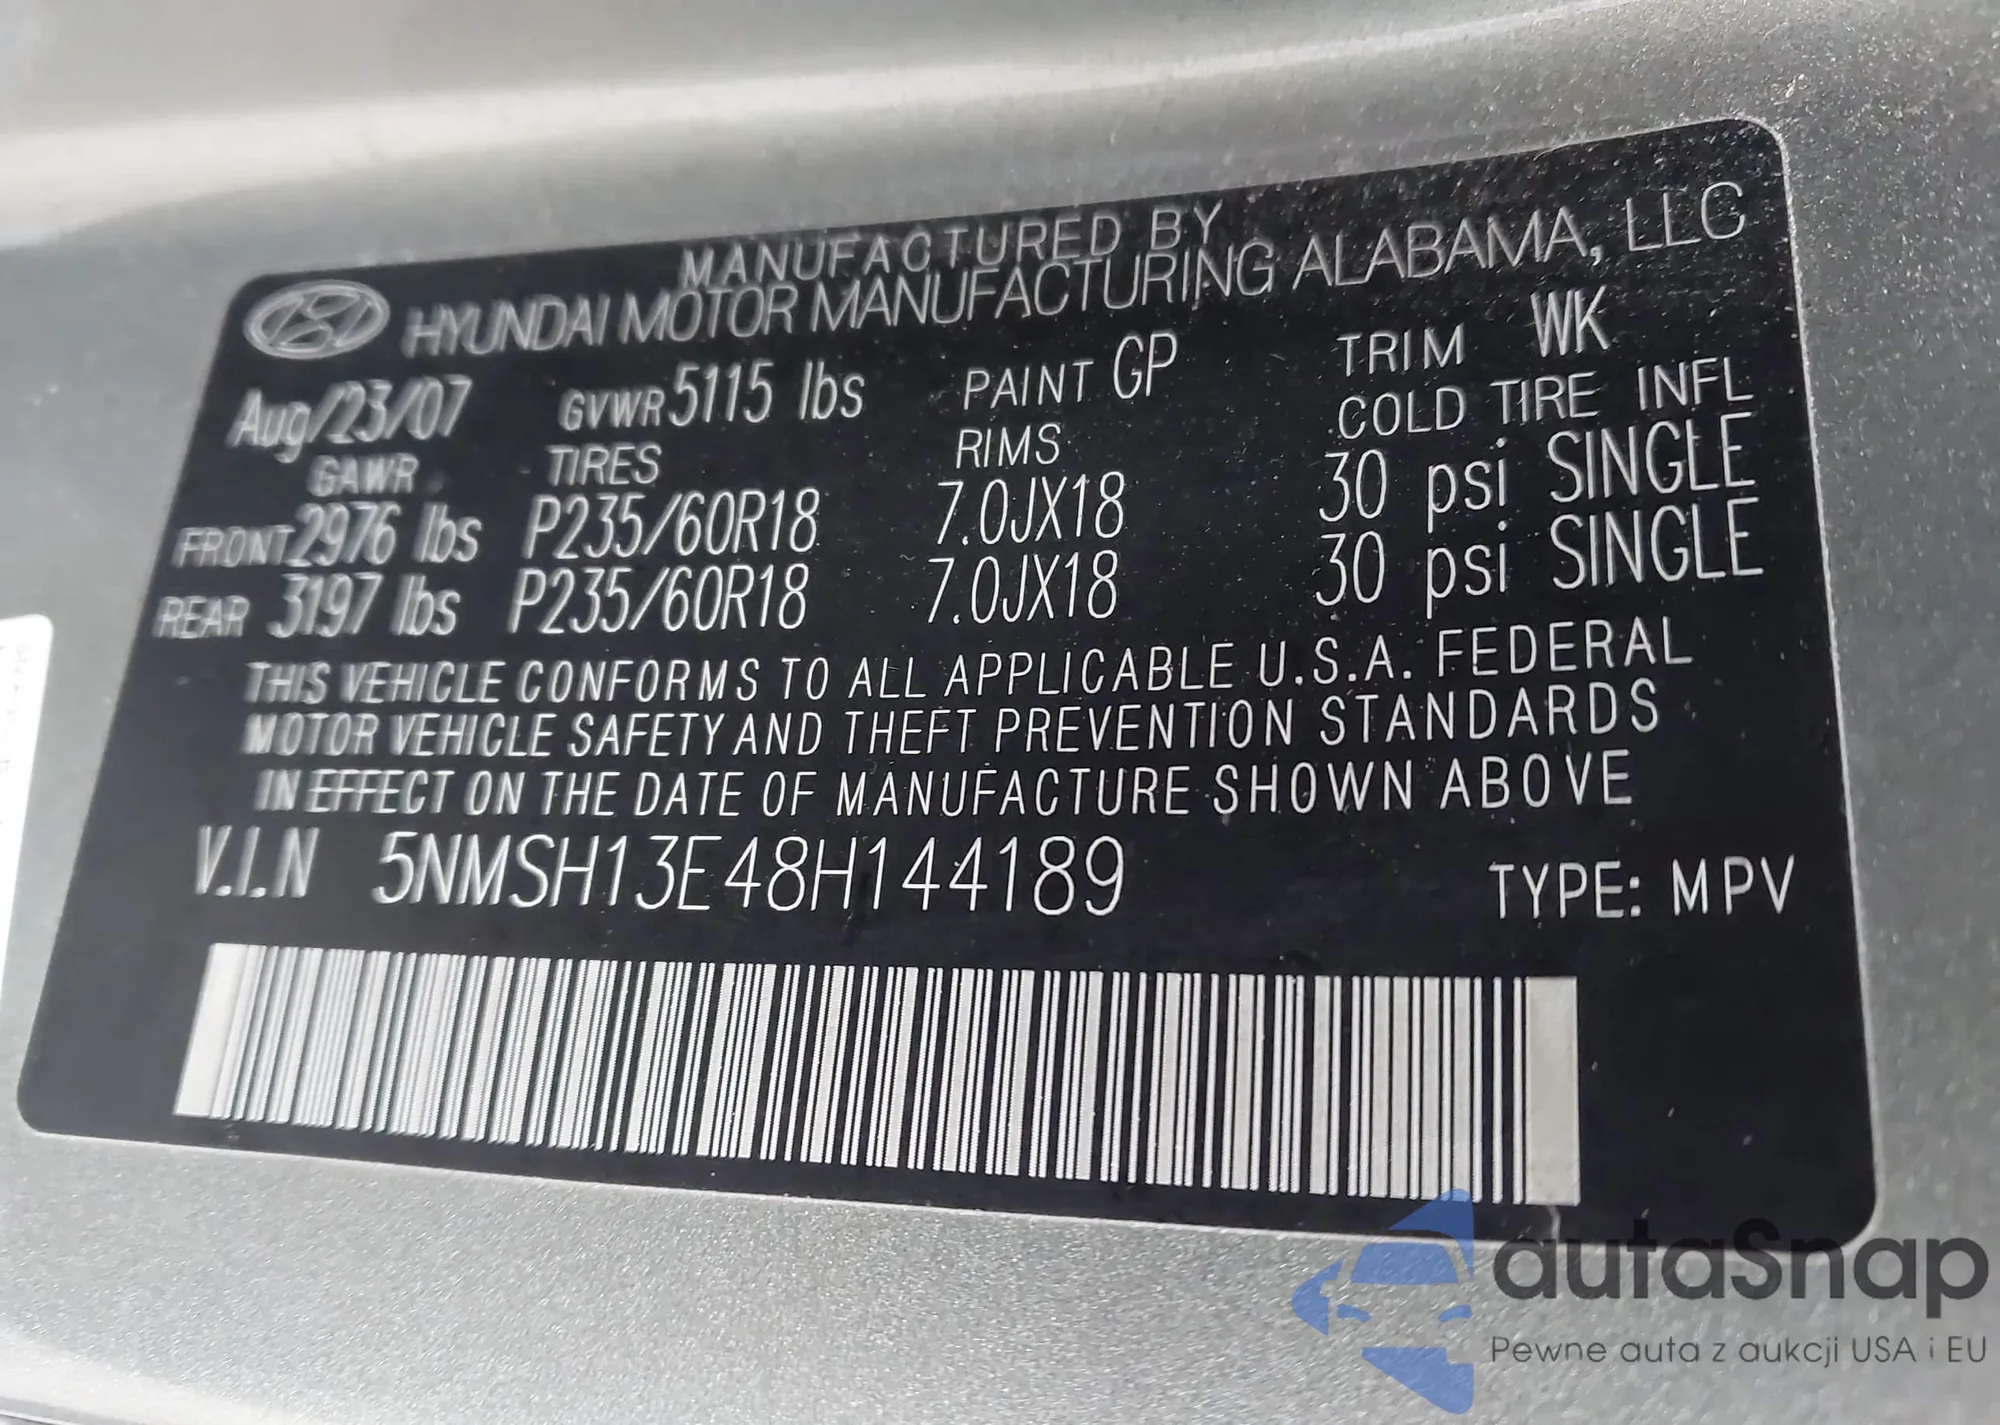 MANUFACTURED BY
HYUNDAI MOTOR MANUFACTURING ALABAMA, LLC
Aug/23/07 GVWR 5115 lbs PAINT GP TRIM WK
GAWR TIRES RIMS COLD TIRE INFL
FRONT 2976 lbs P235/60R18 7.0JX18 30 psi SINGLE
REAR 3197 lbs P235/60R18 7.0JX18 30 psi SINGLE
THIS VEHICLE CONFORMS TO ALL APPLICABLE U.S.A. FEDERAL
MOTOR VEHICLE SAFETY AND THEFT PREVENTION STANDARDS
IN EFFECT ON THE DATE OF MANUFACTURE SHOWN ABOVE
V.I.N 5NMSH13E48H144189 TYPE: MPV
autaSnap
Pewne auta z aukcji USA i EU